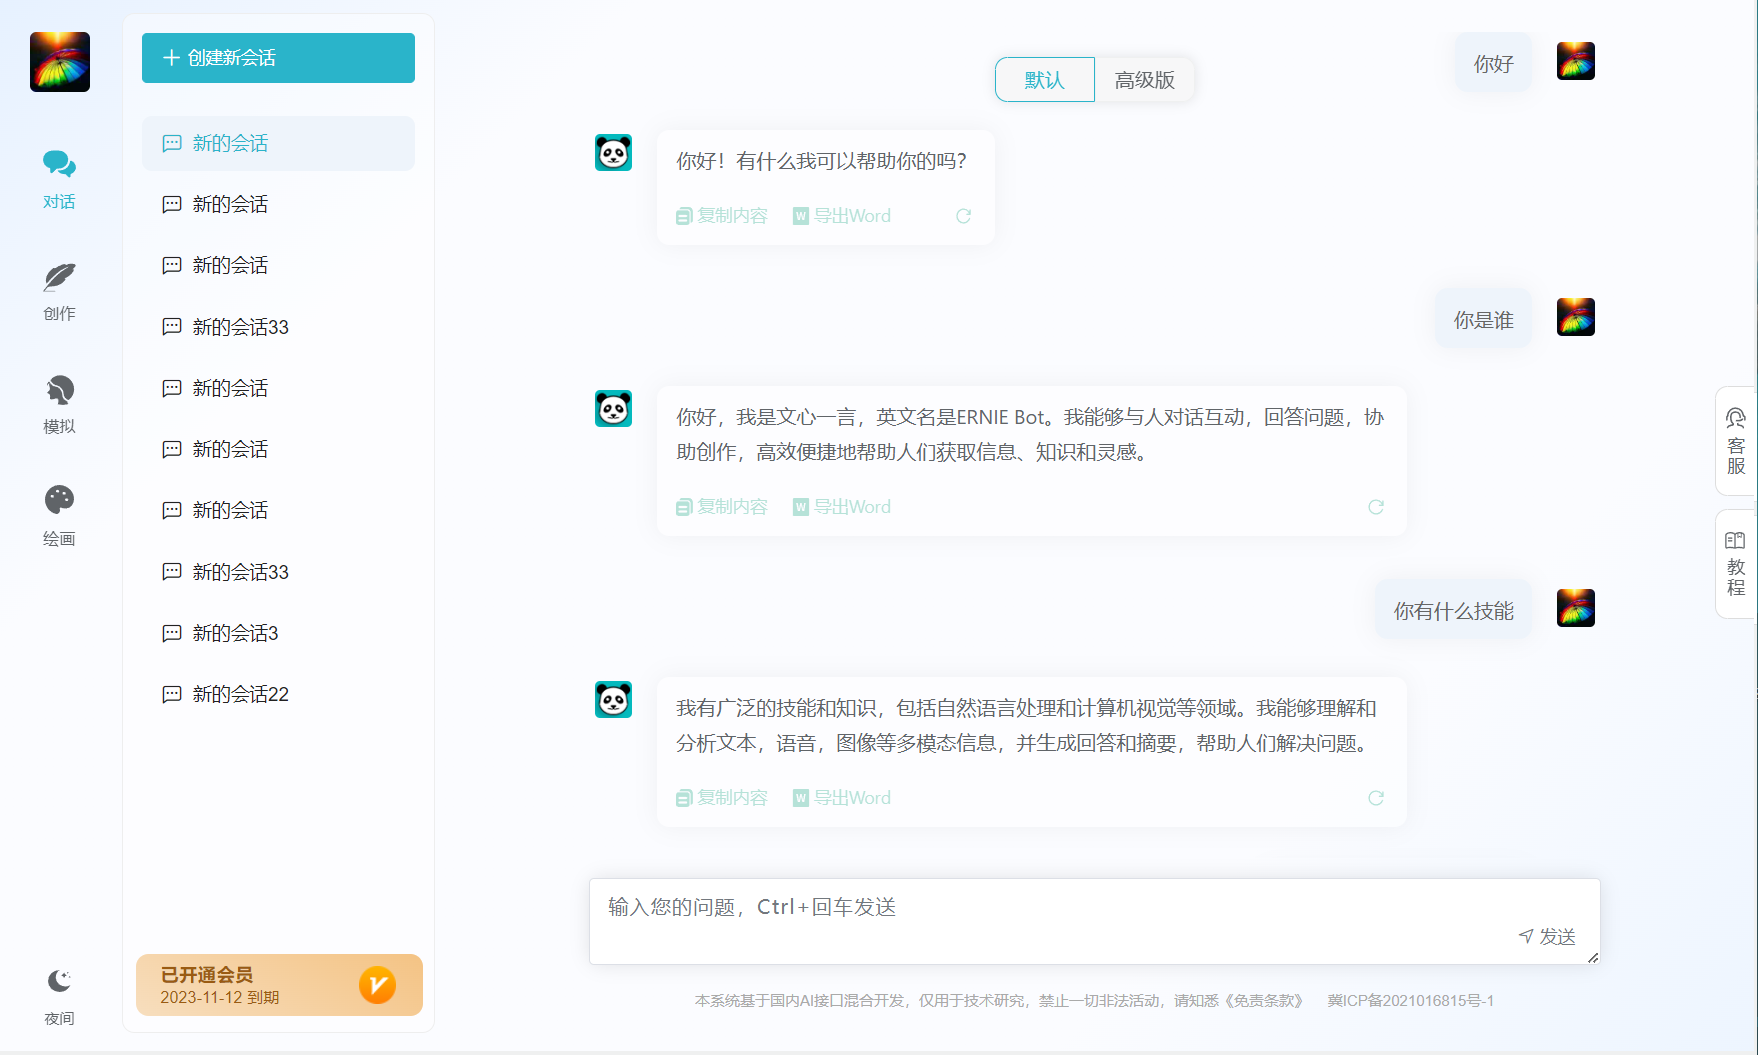 对话
创作
模拟
绘画
夜间
创建新会话
新的会话
新的会话
新的会话
新的会话33
新的会话
新的会话
新的会话
新的会话33
新的会话3
新的会话22
已开通会员
2023-11-12 到期
默认
高级版
你好
你好！有什么我可以帮助你的吗？
复制内容
导出Word
你是谁
你好，我是文心一言，英文名是ERNIE Bot。我能够与人对话互动，回答问题，协
助创作，高效便捷地帮助人们获取信息、知识和灵感。
复制内容
导出Word
你有什么技能
我有广泛的技能和知识，包括自然语言处理和计算机视觉等领域。我能够理解和
分析文本，语音，图像等多模态信息，并生成回答和摘要，帮助人们解决问题。
复制内容
导出Word
输入您的问题，Ctrl+回车发送
发送
本系统基于国内AI接口混合开发，仅用于技术研究，禁止一切非法活动，请知悉《免责条款》 冀ICP备2021016815号-1
客
服
教
程